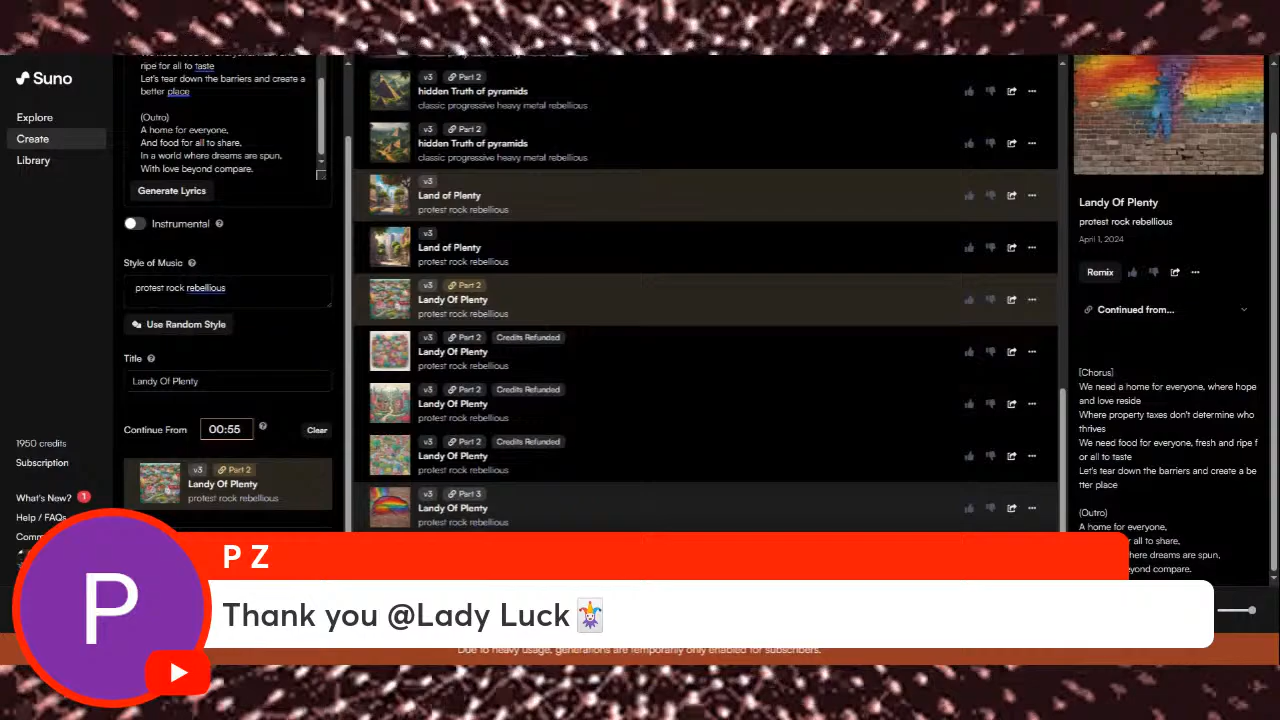 Suno
Explore
Create
Library
1950 credits
Subscription
What's New? 1
Help / FAQs
ripe for all to taste
Let's tear down the barriers and create a
better place
(Outro)
A home for everyone,
And food for all to share,
In a world where dreams are spun,
With love beyond compare.
Generate Lyrics
Instrumental
Style of Music
protest rock rebellious
Use Random Style
Title
Landy Of Plenty
Continue From 00:55 Clear
v3 Part 2
Landy Of Plenty
protest rock rebellious
v3 Part 2
hidden Truth of pyramids
classic progressive heavy metal rebellious
v3 Part 2
hidden Truth of pyramids
classic progressive heavy metal rebellious
v3
Land of Plenty
protest rock rebellious
v3
Land of Plenty
protest rock rebellious
v3 Part 2
Landy Of Plenty
protest rock rebellious
v3 Part 2 Credits Refunded
Landy Of Plenty
protest rock rebellious
v3 Part 2 Credits Refunded
Landy Of Plenty
protest rock rebellious
v3 Part 2 Credits Refunded
Landy Of Plenty
protest rock rebellious
v3 Part 3
Landy Of Plenty
protest rock rebellious
Landy Of Plenty
protest rock rebellious
April 1, 2024
Remix
Continued from...
[Chorus]
We need a home for everyone, where hope
and love reside
Where property taxes don't determine who
thrives
We need food for everyone, fresh and ripe f
or all to taste
Let's tear down the barriers and create a be
tter place
(Outro)
A home for everyone,
all to share,
here dreams are spun,
yond compare.
P
P Z
Thank you @Lady Luck
Due to heavy usage, generations are temporarily only enabled for subscribers.